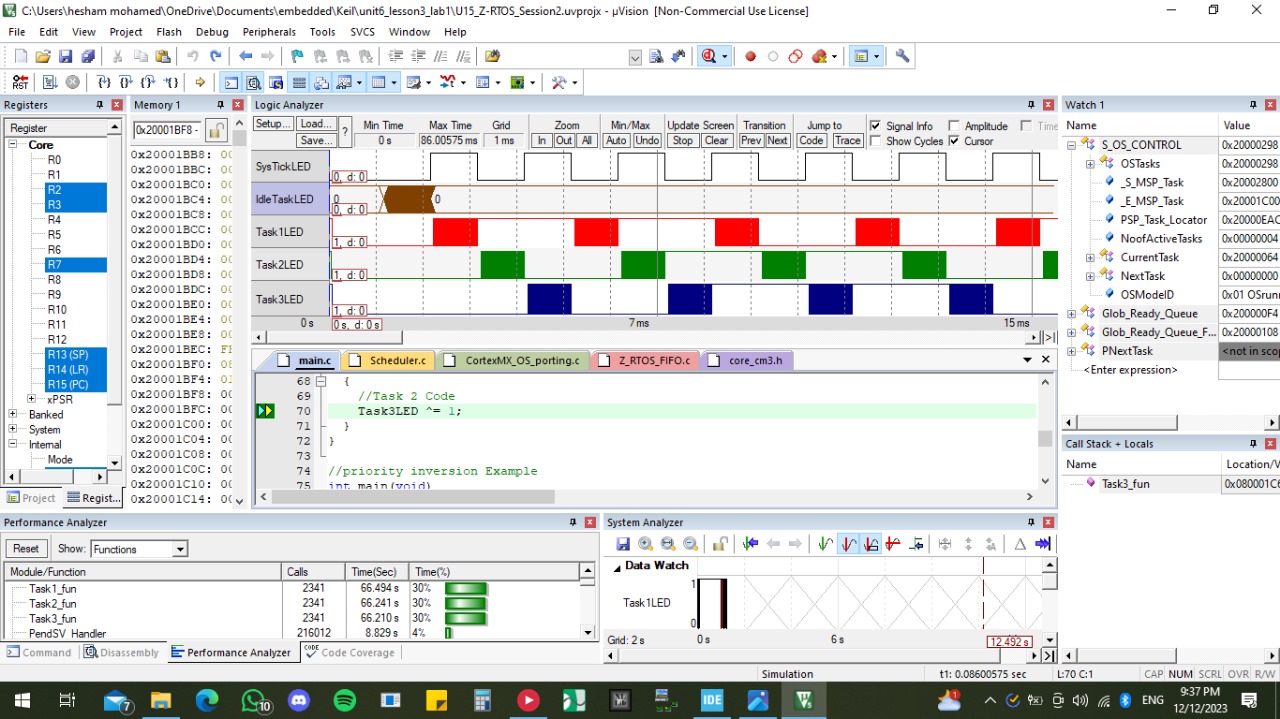 C:\Users\hesham mohamed\OneDrive\Documents\embedded\Keil\unit6_lesson3_lab1\U15_Z-RTOS_Session2.uvprojx - µVision [Non-Commercial Use License]
File Edit View Project Flash Debug Peripherals Tools SVCS Window Help
Registers
Register
Core
R0
R1
R2
R3
R4
R5
R6
R7
R8
R9
R10
R11
R12
R13 (SP)
R14 (LR)
R15 (PC)
xPSR
Banked
System
Internal
Mode
Project Regist...
Memory 1
0x20001BF8
0x20001BB8: 00
0x20001BBC: 00
0x20001BC0: 00
0x20001BC4: 00
0x20001BC8: 00
0x20001BCC: 00
0x20001BD0: 00
0x20001BD4: 00
0x20001BD8: 00
0x20001BDC: 00
0x20001BE0: 00
0x20001BE4: 00
0x20001BE8: 00
0x20001BEC: FF
0x20001BF0: 08
0x20001BF4: 01
0x20001BF8: 00
0x20001BFC: 00
0x20001C00: 00
0x20001C04: 00
0x20001C08: 00
0x20001C0C: 00
0x20001C10: 00
0x20001C14: 00
Logic Analyzer
Setup... Load... Save... ?
Min Time Max Time Grid Zoom Min/Max Update Screen Transition Jump to
0 s 86.00575 ms 1 ms In Out All Auto Undo Stop Clear Prev Next Code Trace
Signal Info Amplitude Time
Show Cycles Cursor
SysTickLED 0, d: 0
IdleTaskLED 0 0 0, d: 0
Task1LED 1, d: 0
Task2LED 1, d: 0
Task3LED 1, d: 0
0 s 0 s, d: 0 s 7 ms 15 ms
main.c Scheduler.c CortexMX_OS_porting.c Z_RTOS_FIFO.c core_cm3.h
68 {
69 //Task 2 Code
70 Task3LED ^= 1;
71 }
72 }
73
74 //priority inversion Example
75 int main(void)
Watch 1
Name Value
S_OS_CONTROL 0x20000298
OSTasks 0x20000298
_S_MSP_Task 0x20002800
_E_MSP_Task 0x20001C00
PSP_Task_Locator 0x20000EAC
NoofActiveTasks 0x00000004
CurrentTask 0x20000064
NextTask 0x00000000
OSModeID 0x01 OSrunn
Glob_Ready_Queue 0x200000F4
Glob_Ready_Queue_F... 0x20000108
PNextTask <not in scop
<Enter expression>
Call Stack + Locals
Name Location/V
Task3_fun 0x080001C6
Performance Analyzer
Reset Show: Functions
Module/Function Calls Time(Sec) Time(%)
Task1_fun 2341 66.494 s 30%
Task2_fun 2341 66.241 s 30%
Task3_fun 2341 66.210 s 30%
PendSV_Handler 216012 8.829 s 4%
Command Disassembly Performance Analyzer Code Coverage
System Analyzer
Data Watch
Task1LED
1
0
Grid: 2 s 0 s 6 s 12.492 s
Simulation t1: 0.08600575 sec L:70 C:1 CAP NUM SCRL OVR R/W
7 10 IDE 1 ENG 9:37 PM
12/12/2023